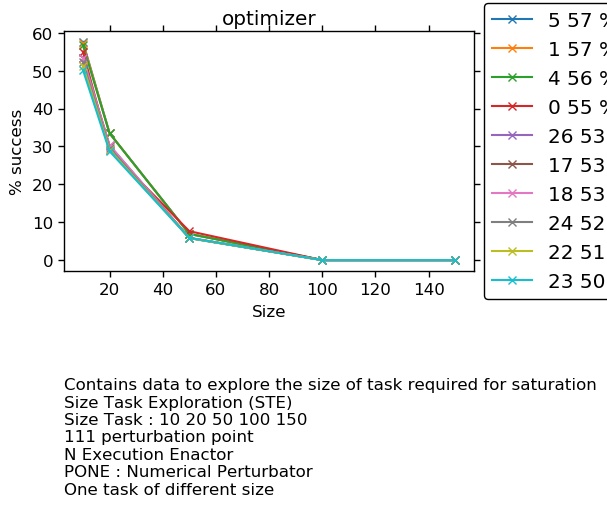 optimizer
60
50
40
30
20
10
0
% success
20 40 60 80 100 120 140
Size
5 57 %
1 57 %
4 56 %
0 55 %
26 53
17 53
18 53
24 52
22 51
23 50
Contains data to explore the size of task required for saturation
Size Task Exploration (STE)
Size Task : 10 20 50 100 150
111 perturbation point
N Execution Enactor
PONE : Numerical Perturbator
One task of different size